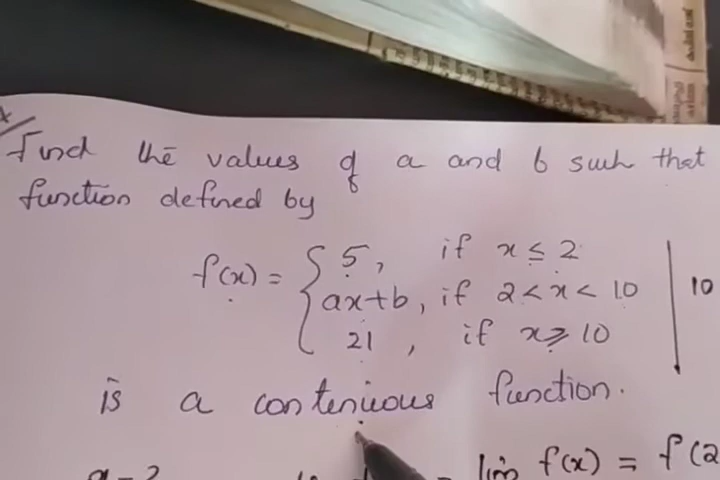 Find the values of a and b such that
function defined by
f(x) = { 5, if x ≤ 2
ax+b, if 2 < x < 10
21, if x ≥ 10
10
is a contenuous function.
lim f(x) = f(2